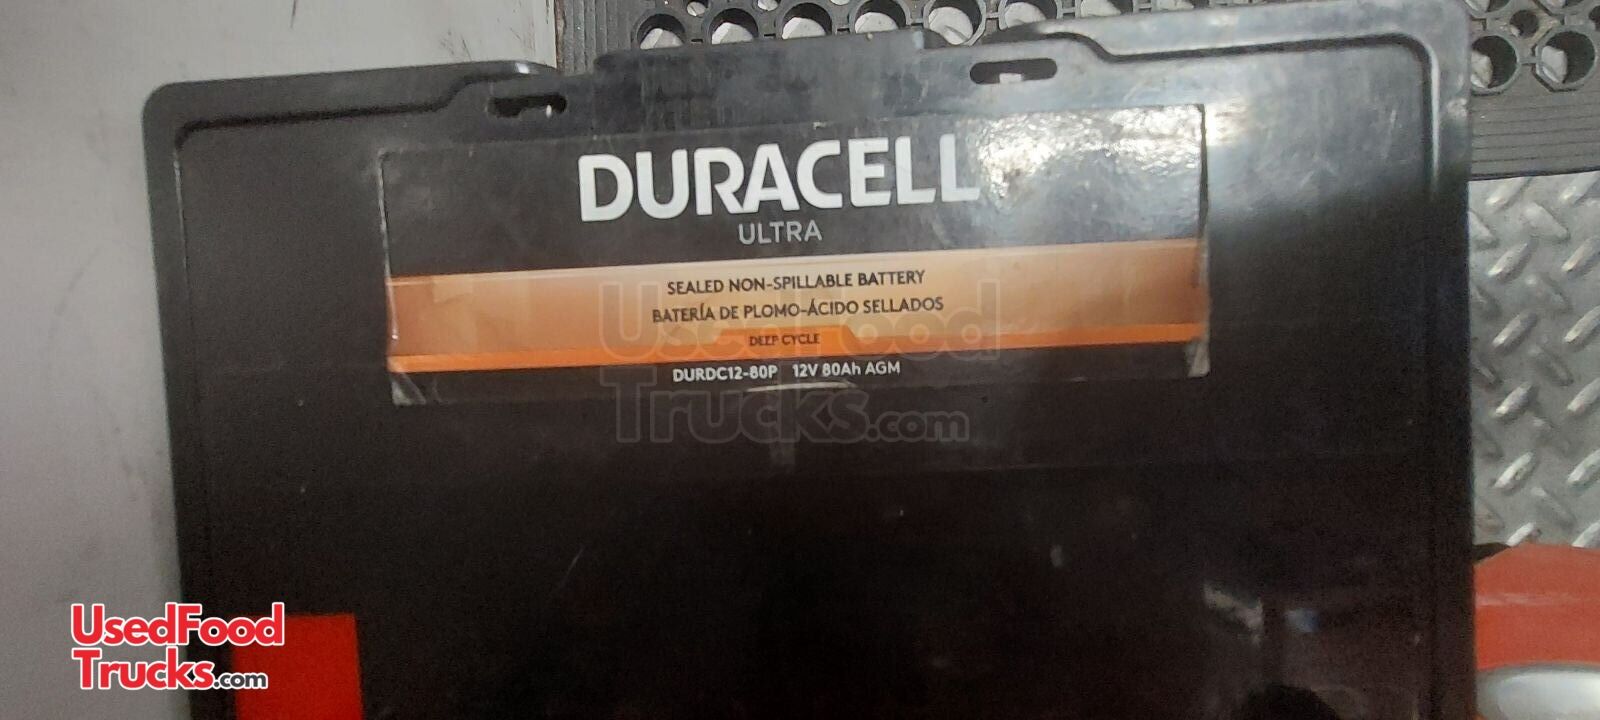 DURACELL
ULTRA
SEALED NON-SPILLABLE BATTERY
BATERÍA DE PLOMO-ÁCIDO SELLADOS
DEEP CYCLE
DURDC12-80P 12V 80Ah AGM
UsedFood
Trucks.com
UsedFood
Trucks.com